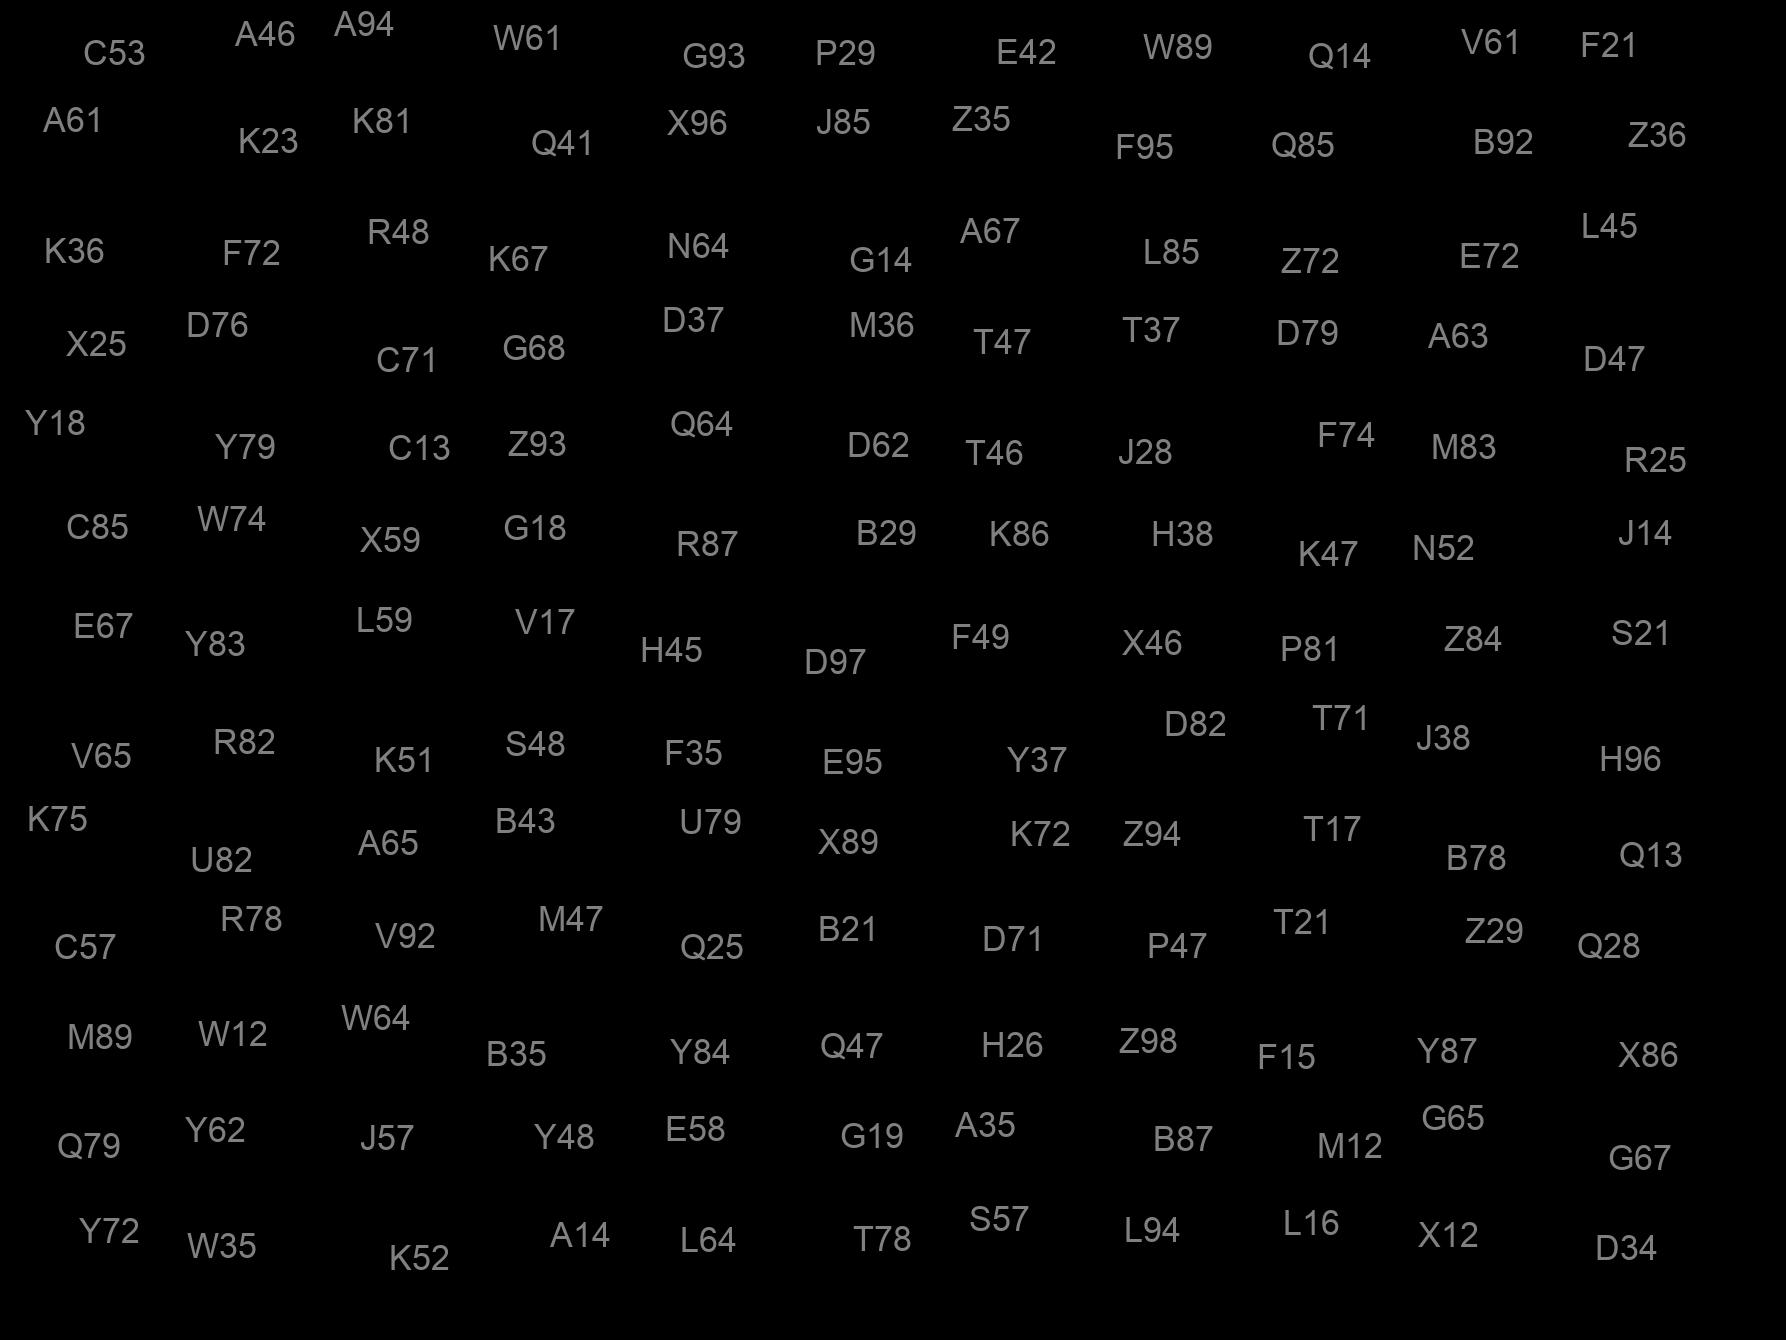 C53 A46 A94 W61 G93 P29 E42 W89 Q14 V61 F21
A61 K23 K81 Q41 X96 J85 Z35 F95 Q85 B92 Z36
K36 F72 R48 K67 N64 G14 A67 L85 Z72 E72 L45
X25 D76 C71 G68 D37 M36 T47 T37 D79 A63 D47
Y18 Y79 C13 Z93 Q64 D62 T46 J28 F74 M83 R25
C85 W74 X59 G18 R87 B29 K86 H38 K47 N52 J14
E67 Y83 L59 V17 H45 D97 F49 X46 P81 Z84 S21
V65 R82 K51 S48 F35 E95 Y37 D82 T71 J38 H96
K75 U82 A65 B43 U79 X89 K72 Z94 T17 B78 Q13
C57 R78 V92 M47 Q25 B21 D71 P47 T21 Z29 Q28
M89 W12 W64 B35 Y84 Q47 H26 Z98 F15 Y87 X86
Q79 Y62 J57 Y48 E58 G19 A35 B87 M12 G65 G67
Y72 W35 K52 A14 L64 T78 S57 L94 L16 X12 D34